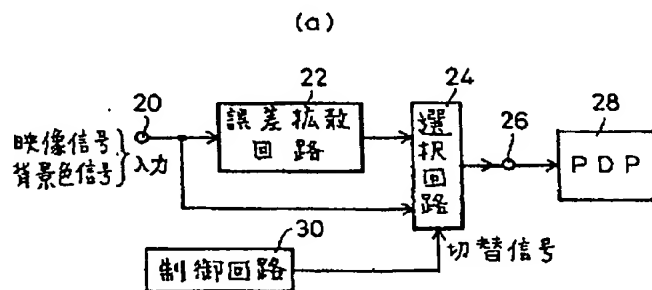 (a)
20
22
24
26
28
映像信号
背景色信号
入力
誤差拡散
回路
選択回路
PDP
30
制御回路
切替信号